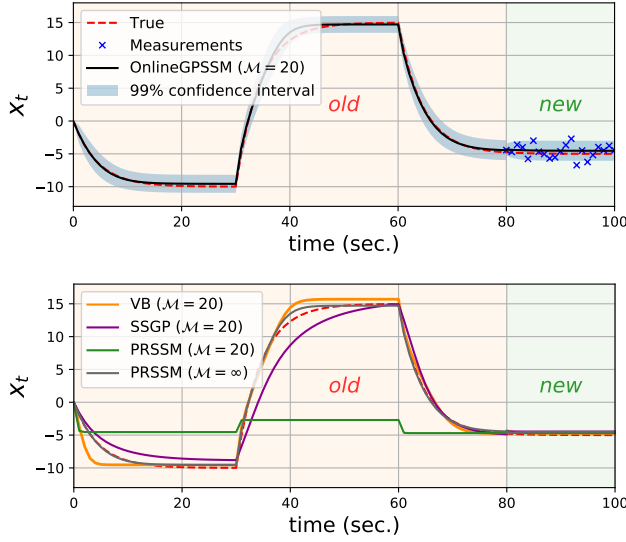 15
10
5
0
−5
−10
x_t
True
Measurements
OnlineGPSSM (ℳ = 20)
99% confidence interval
old
new
0 20 40 60 80 100
time (sec.)
15
10
5
0
−5
−10
x_t
VB (ℳ = 20)
SSGP (ℳ = 20)
PRSSM (ℳ = 20)
PRSSM (ℳ = ∞)
old
new
0 20 40 60 80 100
time (sec.)